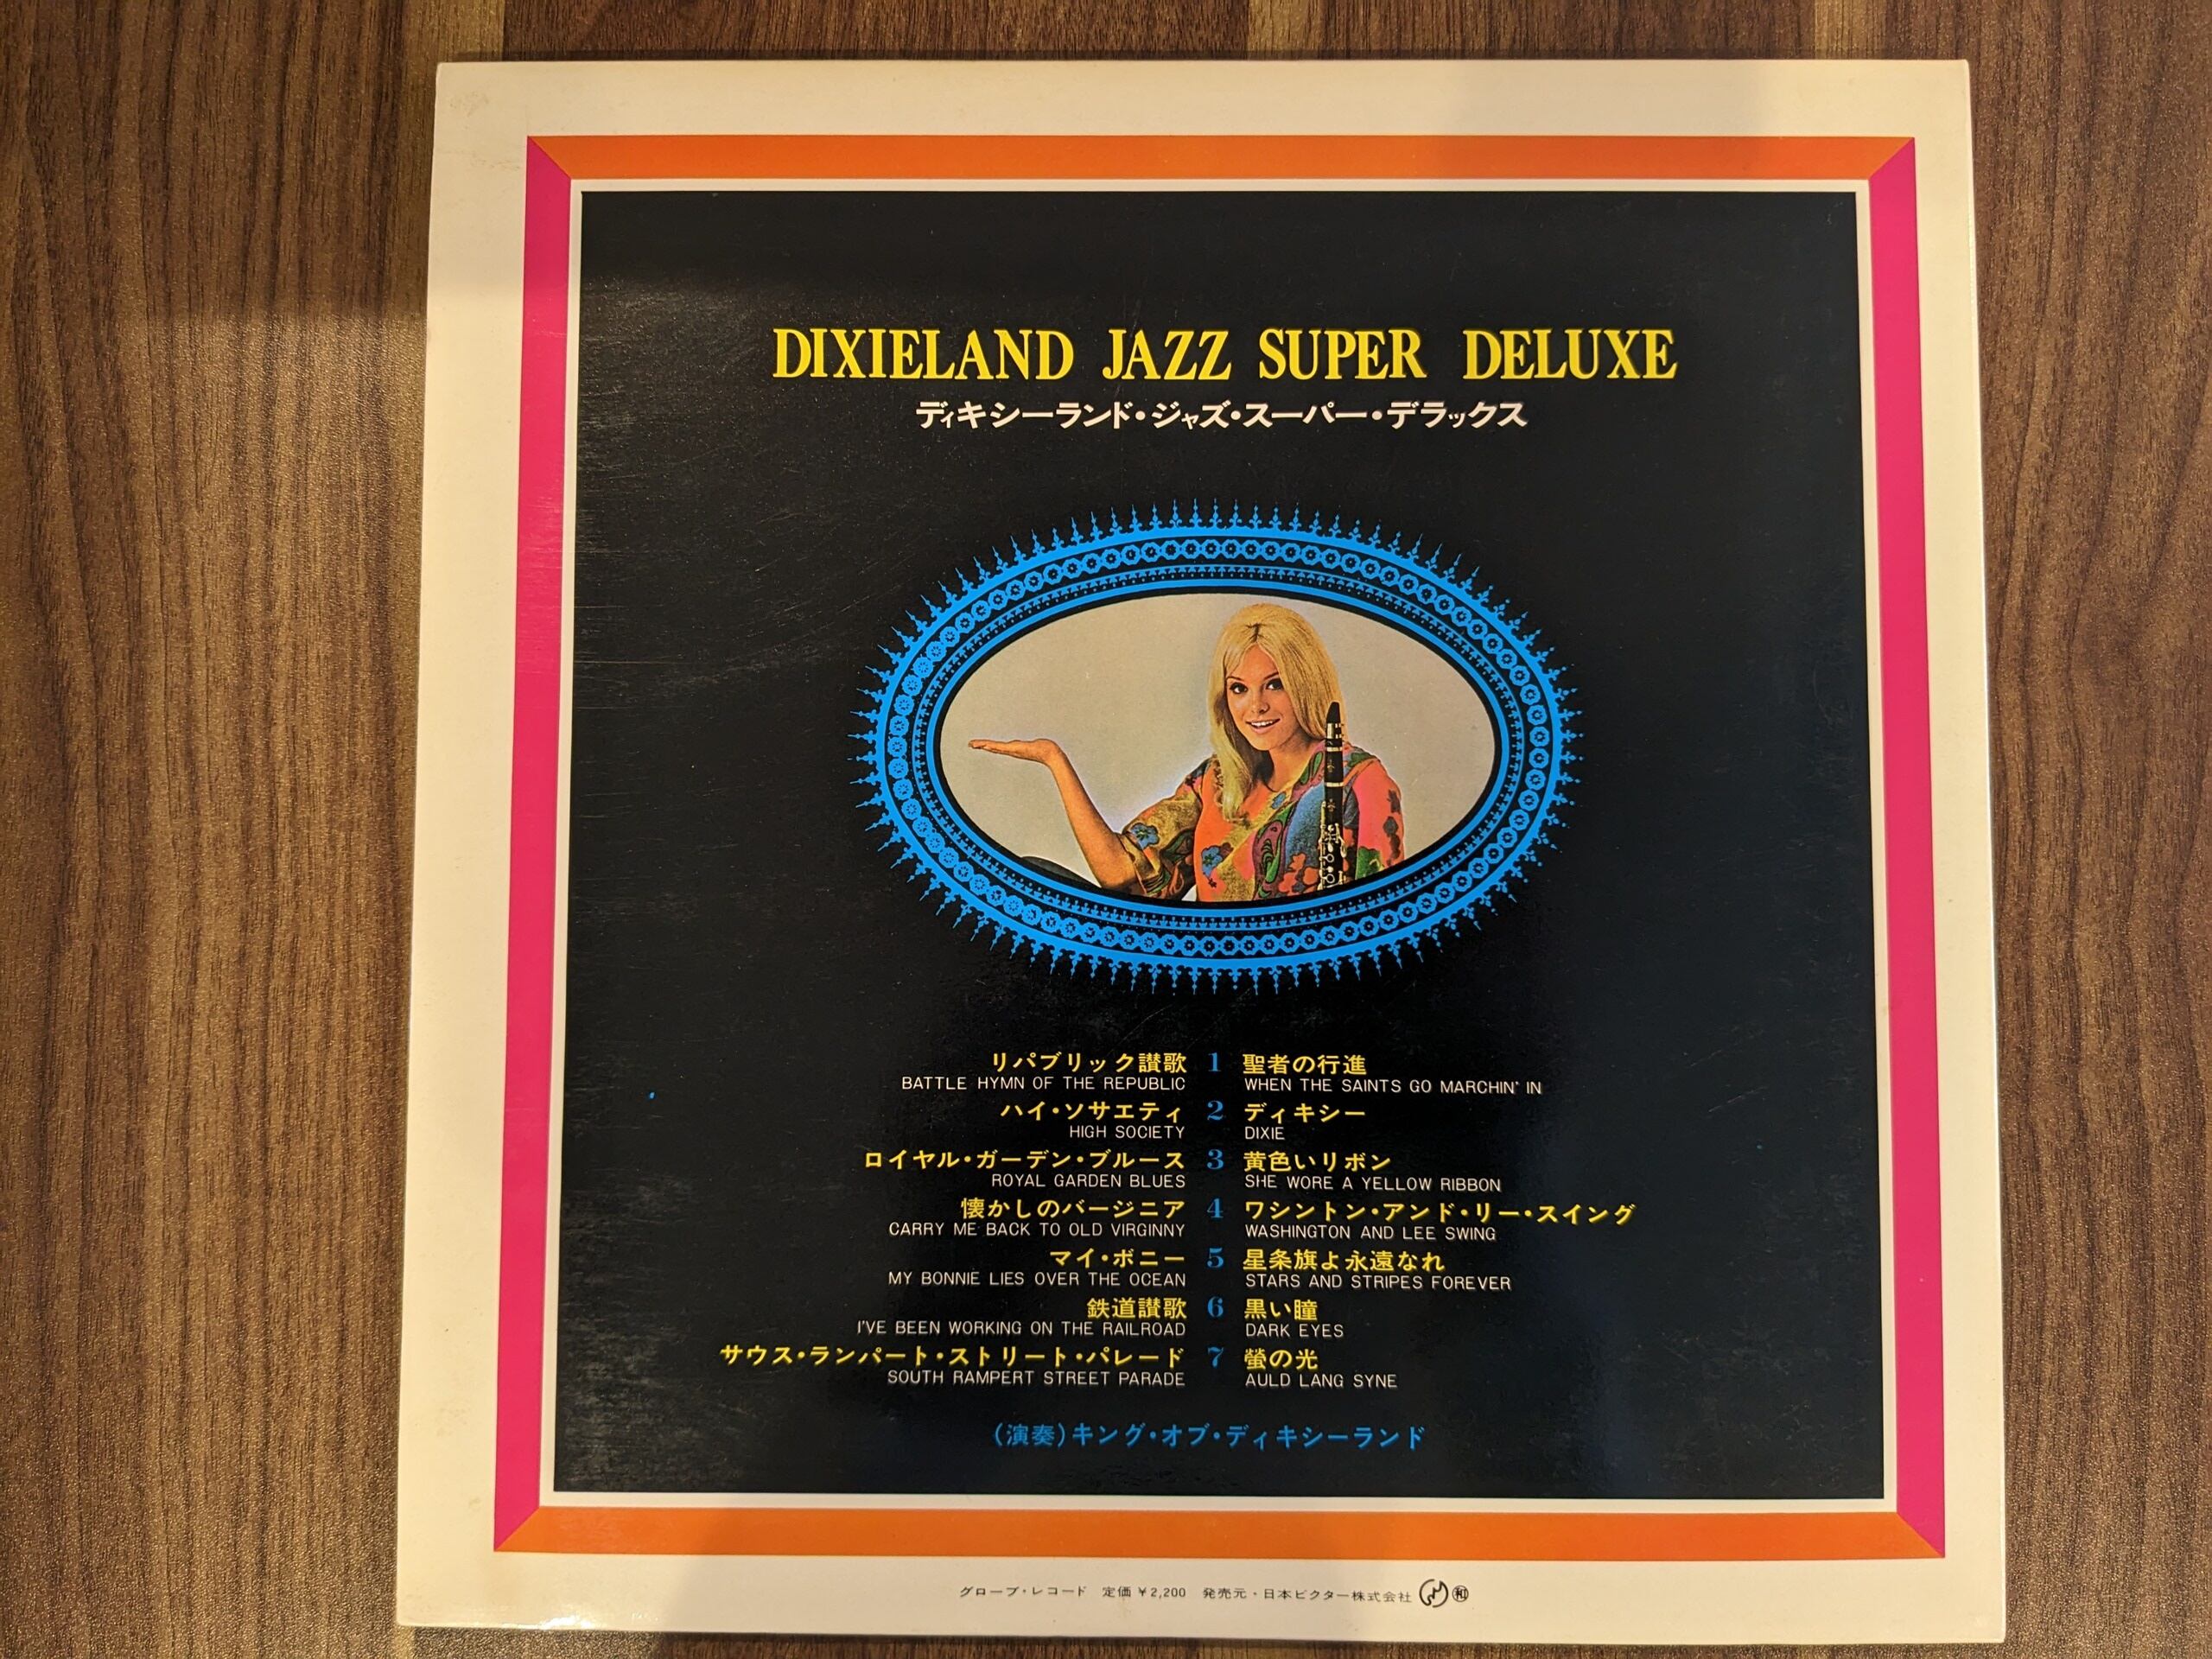 DIXIELAND JAZZ SUPER DELUXE
ディキシーランド・ジャズ・スーパー・デラックス
リパブリック讃歌 1 聖者の行進
BATTLE HYMN OF THE REPUBLIC WHEN THE SAINTS GO MARCHIN' IN
ハイ・ソサエティ 2 ディキシー
HIGH SOCIETY DIXIE
ロイヤル・ガーデン・ブルース 3 黄色いリボン
ROYAL GARDEN BLUES SHE WORE A YELLOW RIBBON
懐かしのバージニア 4 ワシントン・アンド・リー・スイング
CARRY ME BACK TO OLD VIRGINNY WASHINGTON AND LEE SWING
マイ・ボニー 5 星条旗よ永遠なれ
MY BONNIE LIES OVER THE OCEAN STARS AND STRIPES FOREVER
鉄道讃歌 6 黒い瞳
I'VE BEEN WORKING ON THE RAILROAD DARK EYES
サウス・ランパート・ストリート・パレード 7 螢の光
SOUTH RAMPERT STREET PARADE AULD LANG SYNE
(演奏)キング・オブ・ディキシーランド
グローブ・レコード 定価¥2,200 発売元・日本ビクター株式会社 ㊒